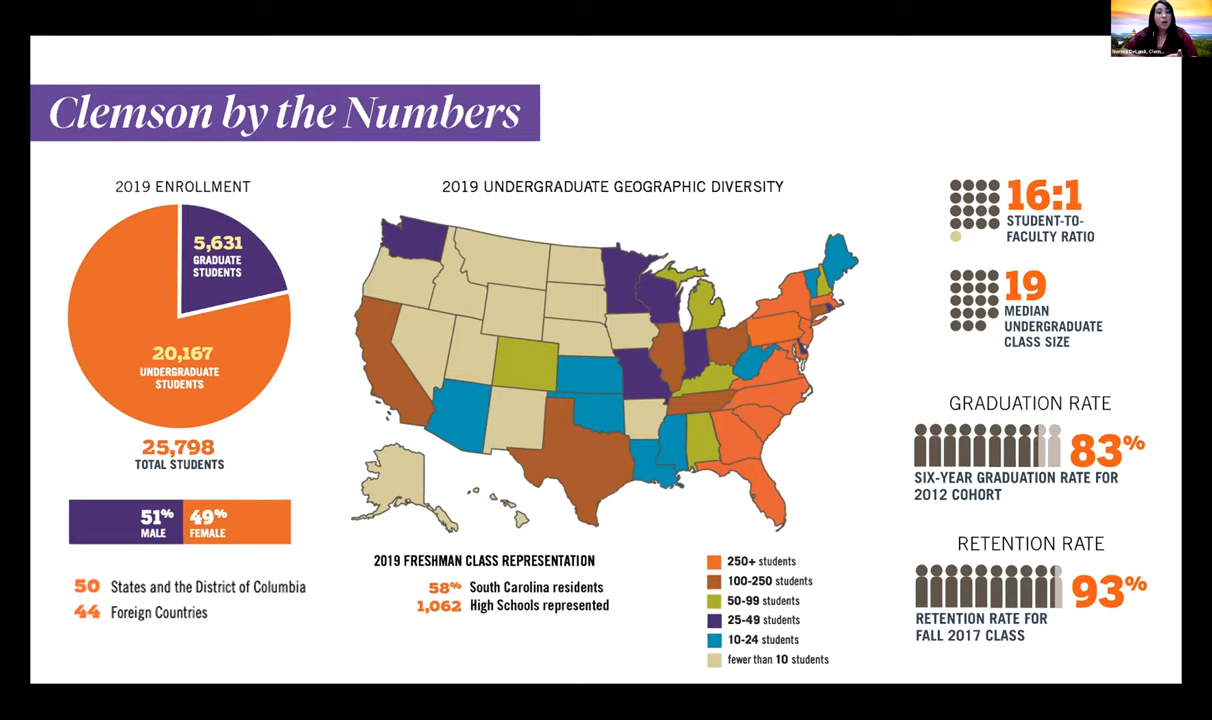 Clemson by the Numbers
2019 ENROLLMENT
5,631
GRADUATE
STUDENTS
20,167
UNDERGRADUATE
STUDENTS
25,798
TOTAL STUDENTS
51%
MALE
49%
FEMALE
50 States and the District of Columbia
44 Foreign Countries
2019 UNDERGRADUATE GEOGRAPHIC DIVERSITY
2019 FRESHMAN CLASS REPRESENTATION
58% South Carolina residents
1,062 High Schools represented
250+ students
100-250 students
50-99 students
25-49 students
10-24 students
fewer than 10 students
16:1
STUDENT-TO-
FACULTY RATIO
19
MEDIAN
UNDERGRADUATE
CLASS SIZE
GRADUATION RATE
83%
SIX-YEAR GRADUATION RATE FOR
2012 COHORT
RETENTION RATE
93%
RETENTION RATE FOR
FALL 2017 CLASS